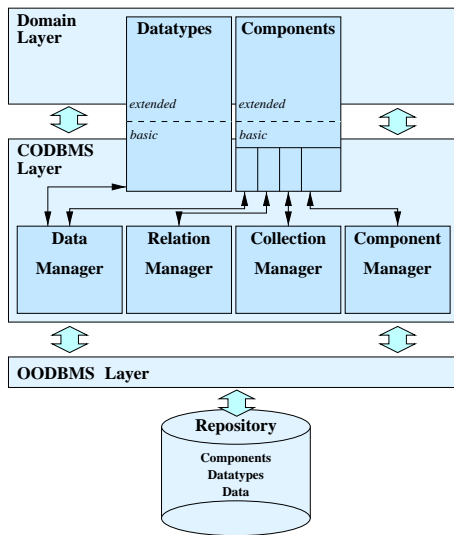 Domain
Layer
Datatypes
Components
extended
extended
basic
basic
CODBMS
Layer
Data
Manager
Relation
Manager
Collection
Manager
Component
Manager
OODBMS Layer
Repository
Components
Datatypes
Data